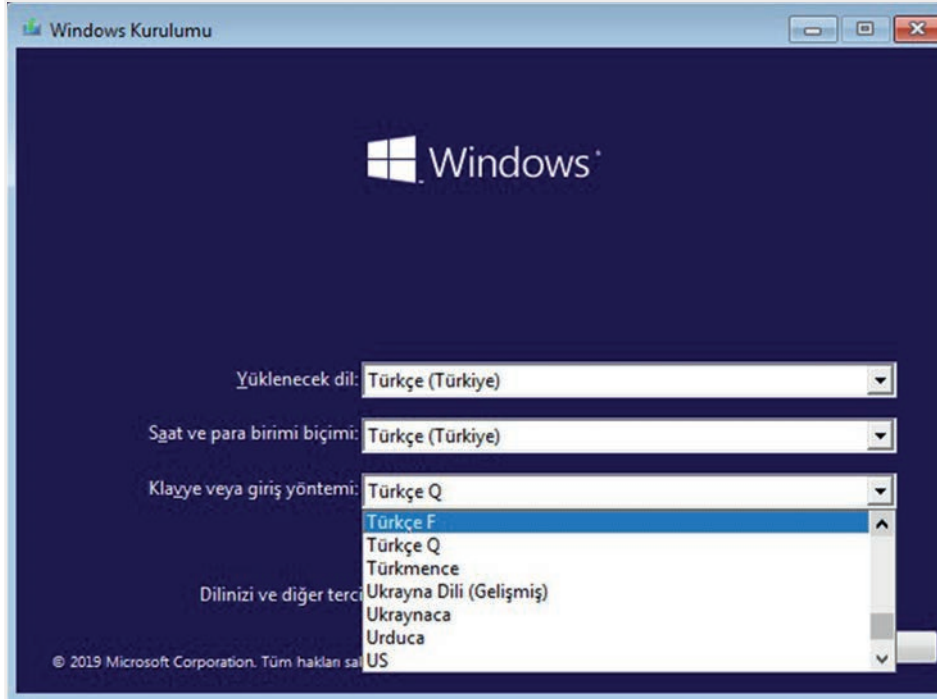 Windows Kurulumu
Windows
Yüklenecek dil: Türkçe (Türkiye)
Saat ve para birimi biçimi: Türkçe (Türkiye)
Klavye veya giriş yöntemi: Türkçe Q
Türkçe F
Türkçe Q
Türkmence
Dilinizi ve diğer terci Ukrayna Dili (Gelişmiş)
Ukraynaca
Urduca
© 2019 Microsoft Corporation. Tüm hakları sal US